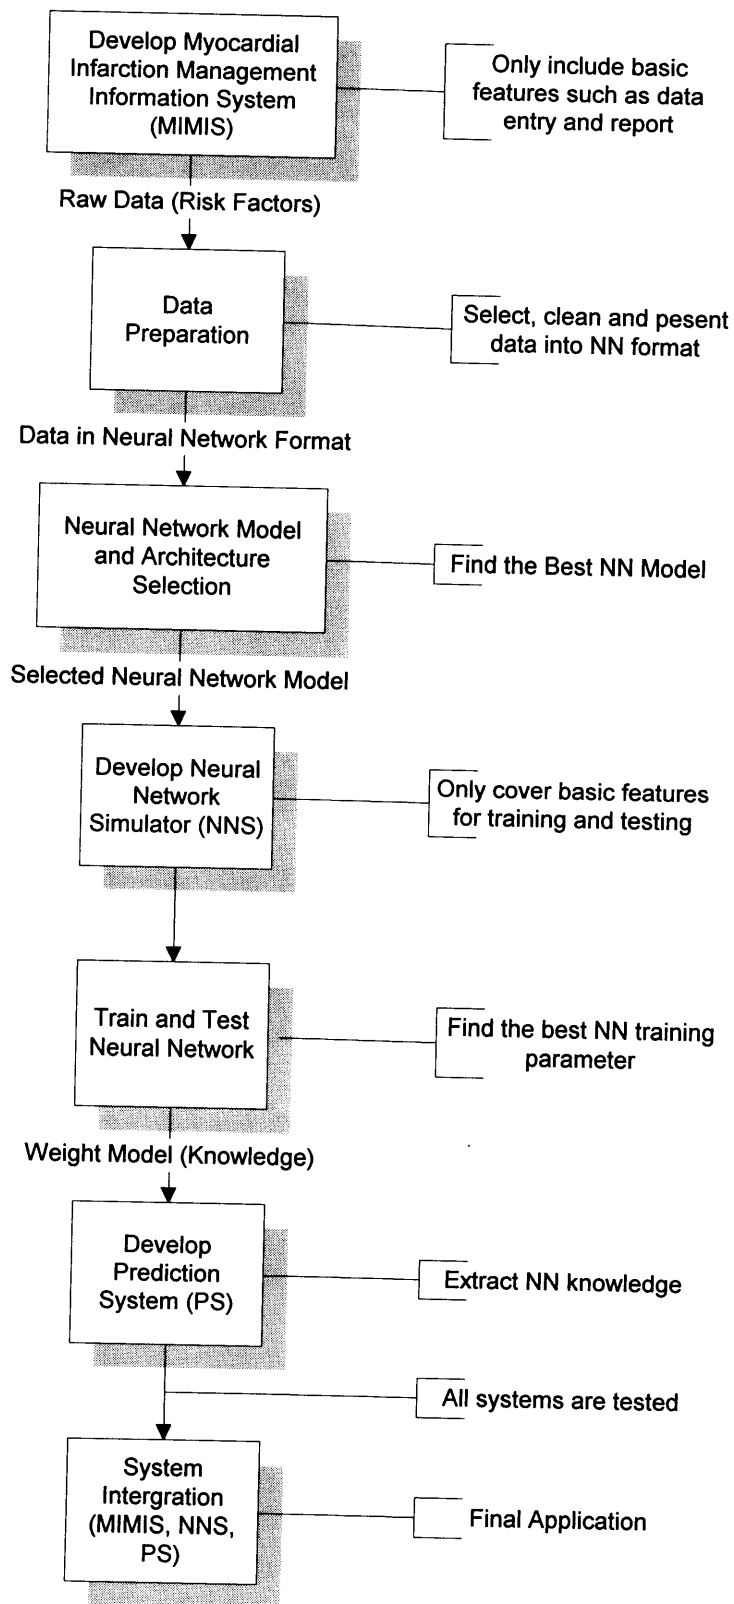 Develop Myocardial
Infarction Management
Information System
(MIMIS)
Only include basic
features such as data
entry and report
Raw Data (Risk Factors)
Data
Preparation
Select, clean and pesent
data into NN format
Data in Neural Network Format
Neural Network Model
and Architecture
Selection
Find the Best NN Model
Selected Neural Network Model
Develop Neural
Network
Simulator (NNS)
Only cover basic features
for training and testing
Train and Test
Neural Network
Find the best NN training
parameter
Weight Model (Knowledge)
Develop
Prediction
System (PS)
Extract NN knowledge
All systems are tested
System
Intergration
(MIMIS, NNS,
PS)
Final Application